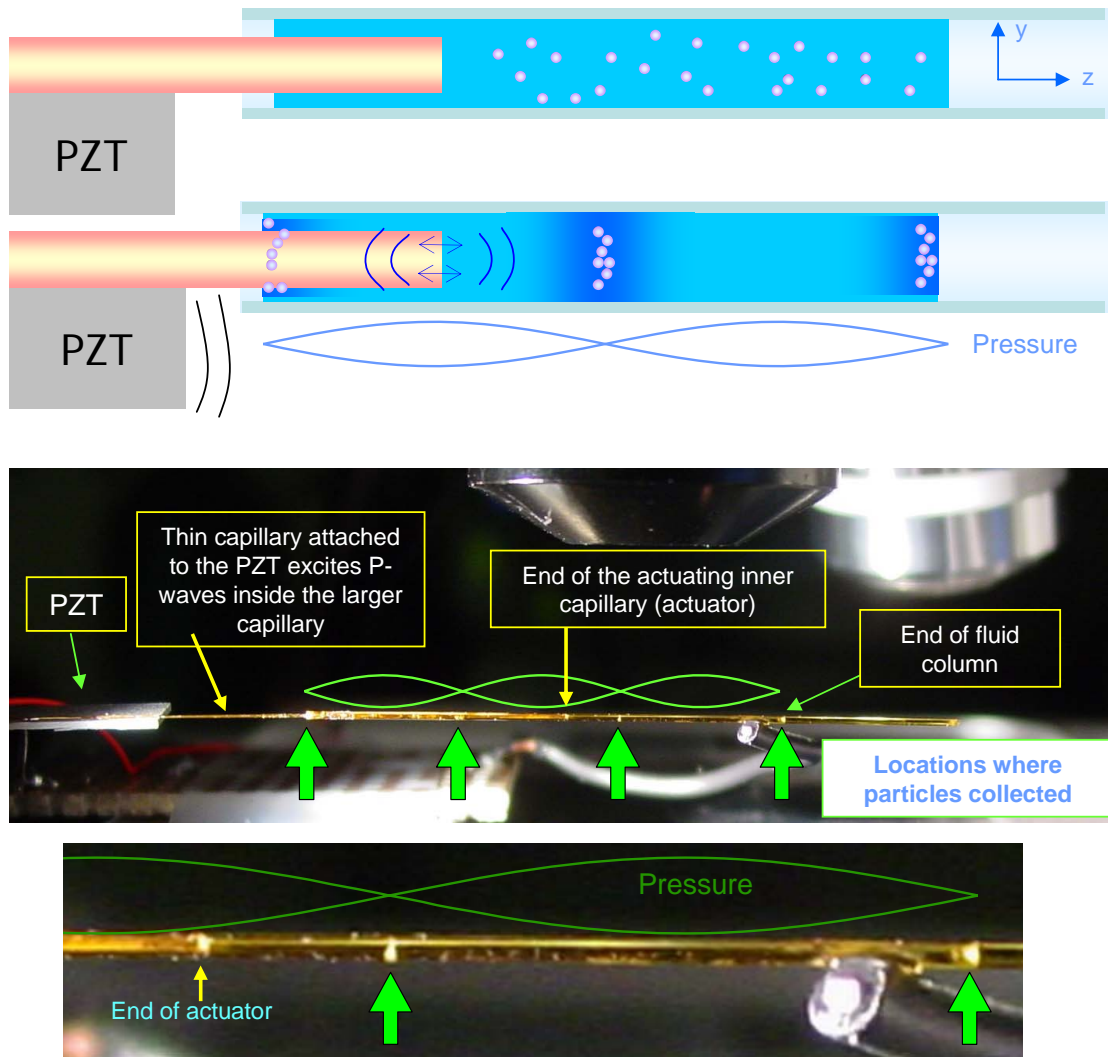 y
z
PZT
PZT
Pressure
Thin capillary attached
to the PZT excites P-
waves inside the larger
capillary
PZT
End of the actuating inner
capillary (actuator)
End of fluid
column
Locations where
particles collected
Pressure
End of actuator